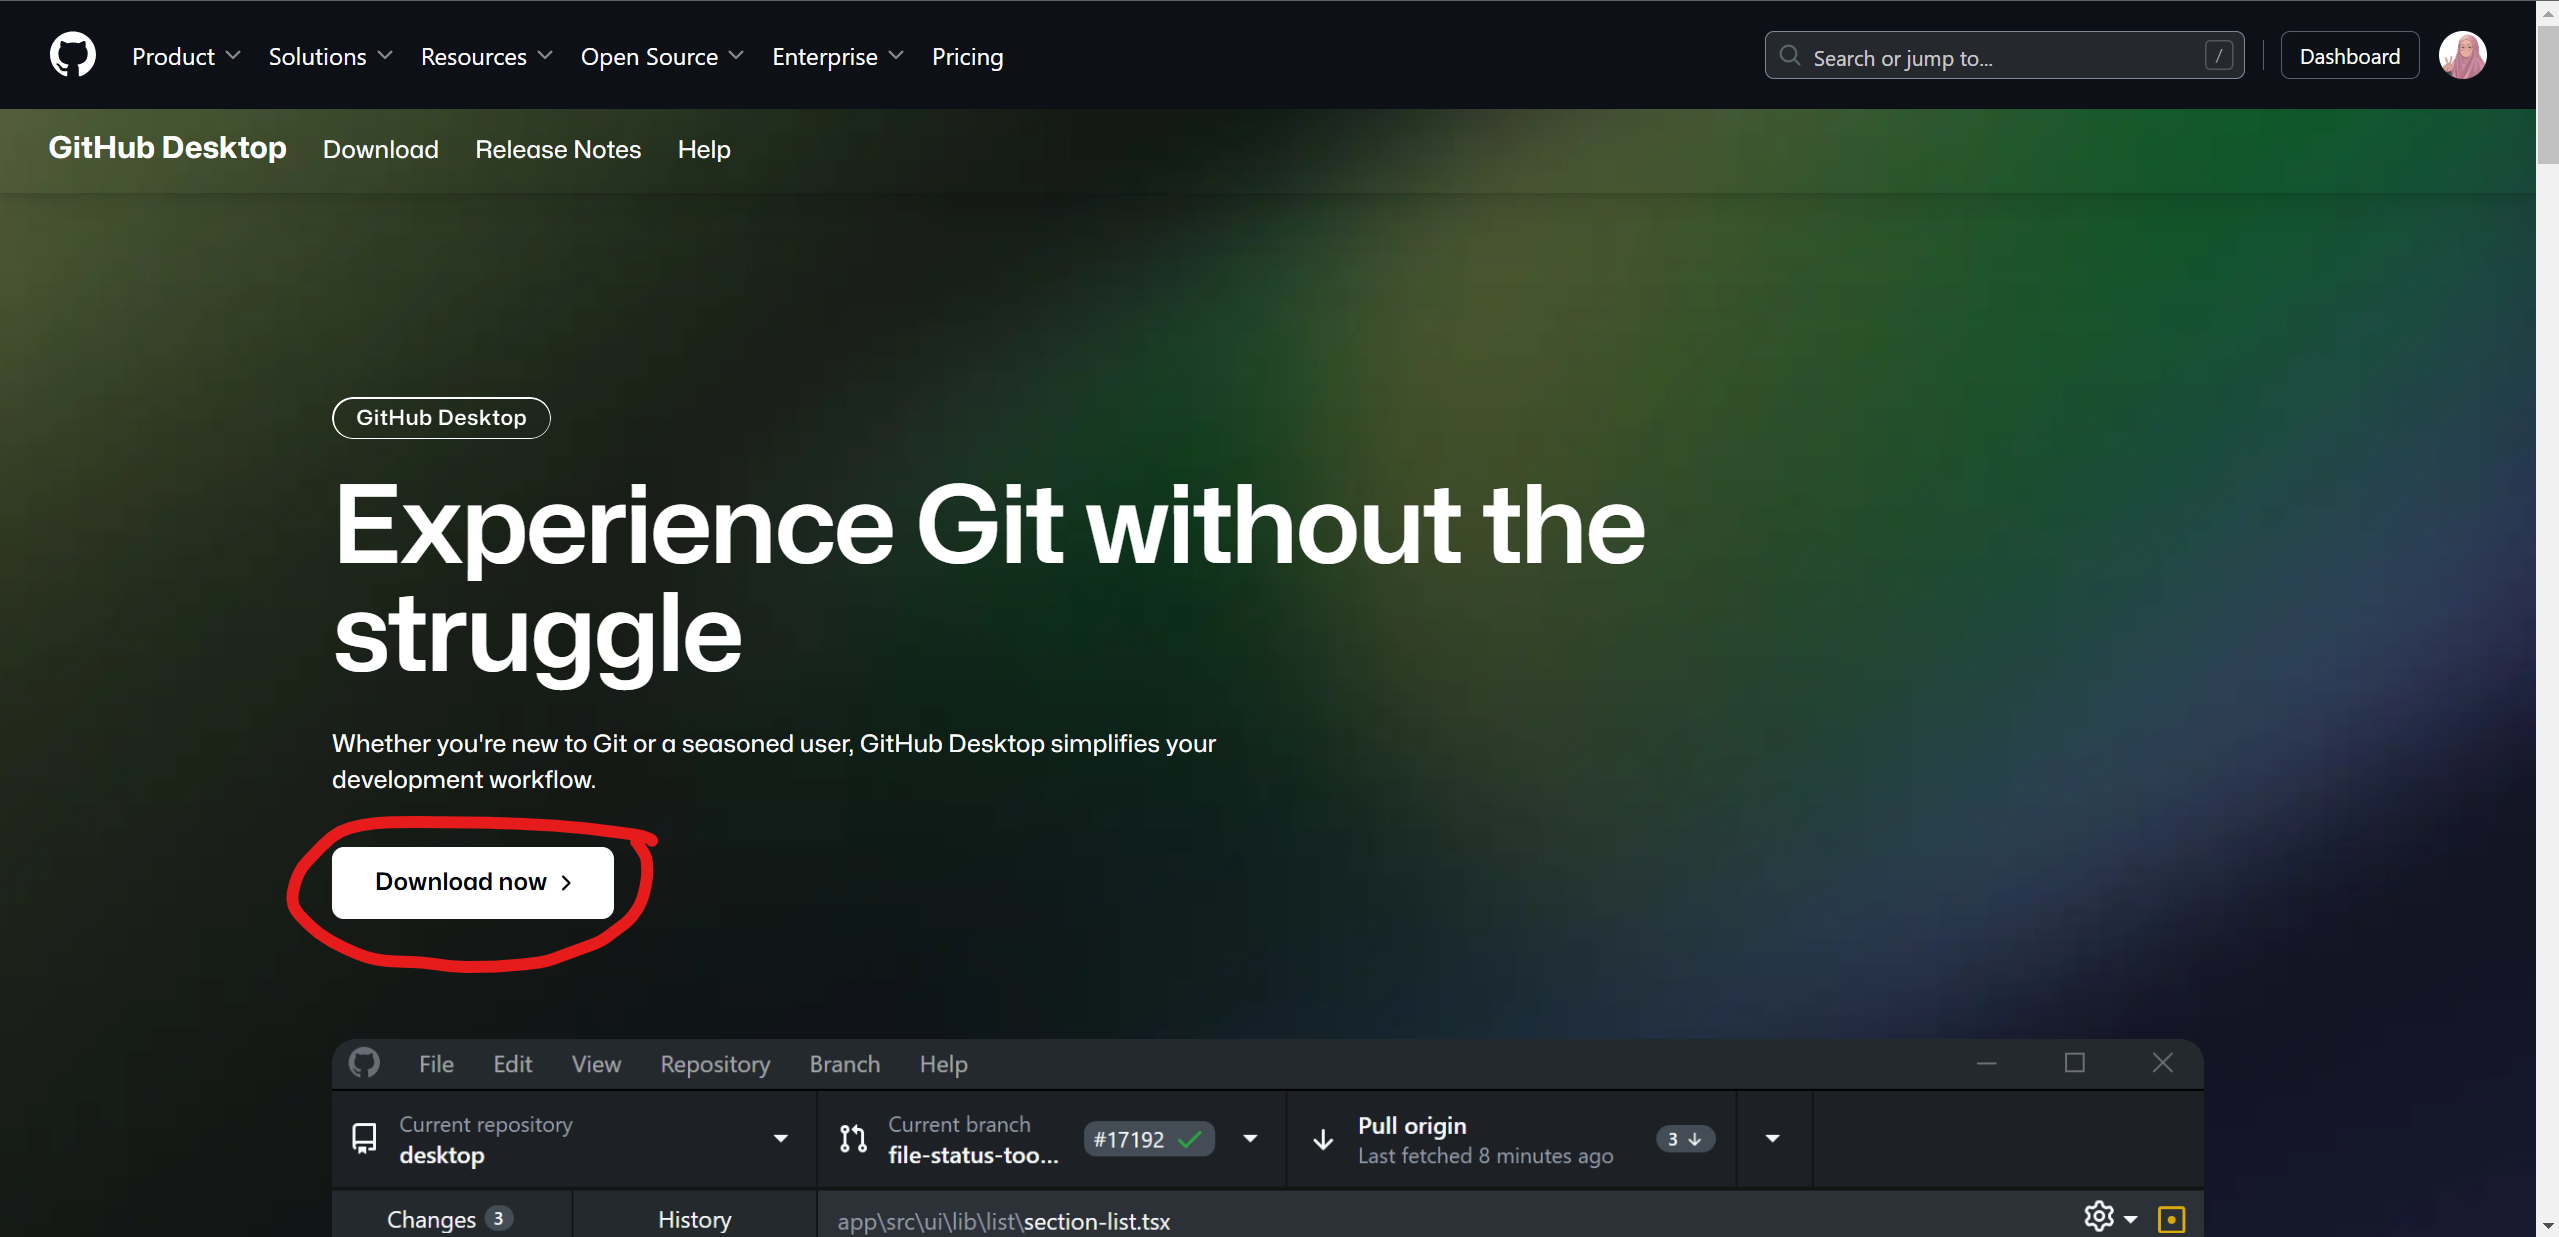 Product Solutions Resources Open Source Enterprise Pricing Search or jump to... / Dashboard
GitHub Desktop Download Release Notes Help
GitHub Desktop
Experience Git without the
struggle
Whether you're new to Git or a seasoned user, GitHub Desktop simplifies your
development workflow.
Download now
File Edit View Repository Branch Help
Current repository
desktop
Current branch
file-status-too...
#17192
Pull origin
Last fetched 8 minutes ago
3
Changes 3 History app\src\ui\lib\list\section-list.tsx